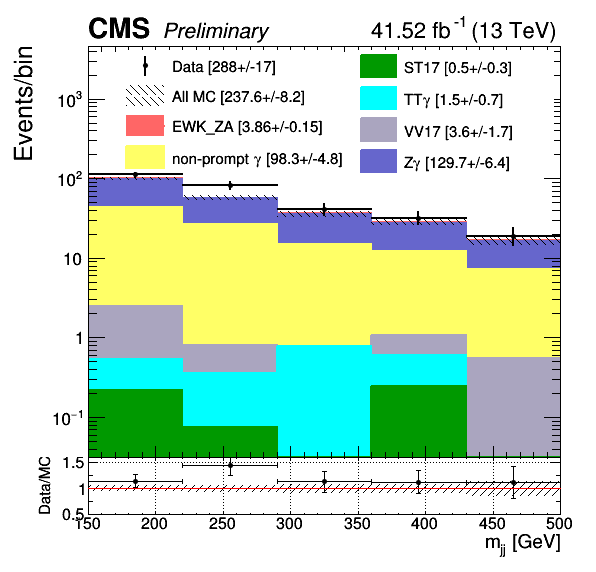 CMS Preliminary 41.52 fb⁻¹ (13 TeV)
Events/bin
Data [288+/-17]
All MC [237.6+/-8.2]
EWK_ZA [3.86+/-0.15]
non-prompt γ [98.3+/-4.8]
ST17 [0.5+/-0.3]
TTγ [1.5+/-0.7]
VV17 [3.6+/-1.7]
Zγ [129.7+/-6.4]
10³
10²
10
1
10⁻¹
Data/MC
1.5
1
0.5
150 200 250 300 350 400 450 500
m_jj [GeV]